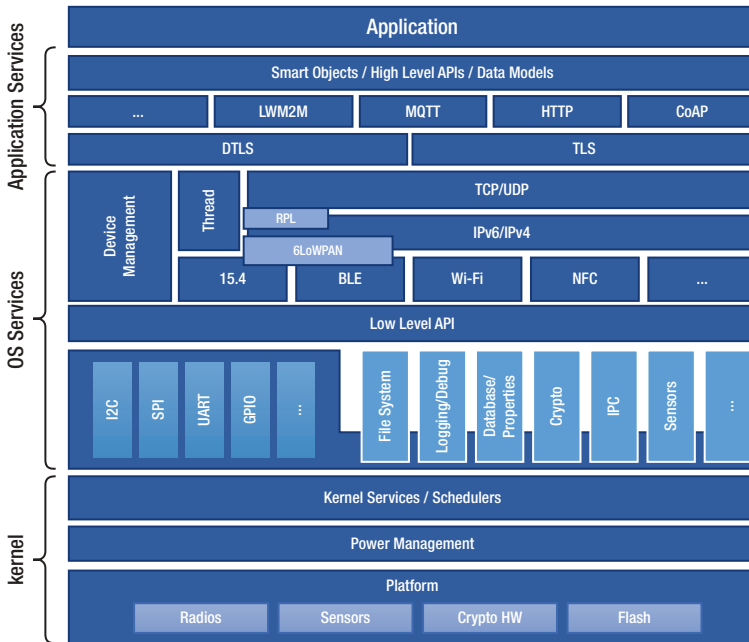 Application
Application Services
Smart Objects / High Level APIs / Data Models
...
LWM2M
MQTT
HTTP
CoAP
DTLS
TLS
OS Services
Device
Management
Thread
TCP/UDP
RPL
IPv6/IPv4
6LoWPAN
15.4
BLE
Wi-Fi
NFC
...
Low Level API
I2C
SPI
UART
GPIO
...
File System
Logging/Debug
Database/
Properties
Crypto
IPC
Sensors
...
kernel
Kernel Services / Schedulers
Power Management
Platform
Radios
Sensors
Crypto HW
Flash